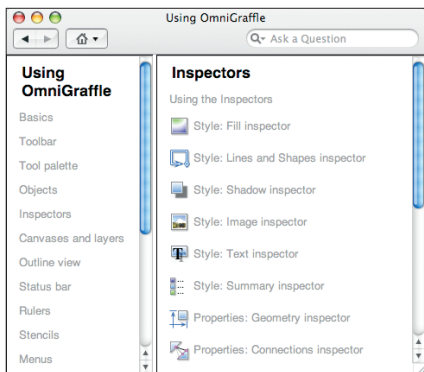 Using OmniGraffle
Ask a Question
Using
OmniGraffle
Basics
Toolbar
Tool palette
Objects
Inspectors
Canvases and layers
Outline view
Status bar
Rulers
Stencils
Menus
Inspectors
Using the Inspectors
Style: Fill inspector
Style: Lines and Shapes inspector
Style: Shadow inspector
Style: Image inspector
Style: Text inspector
Style: Summary inspector
Properties: Geometry inspector
Properties: Connections inspector